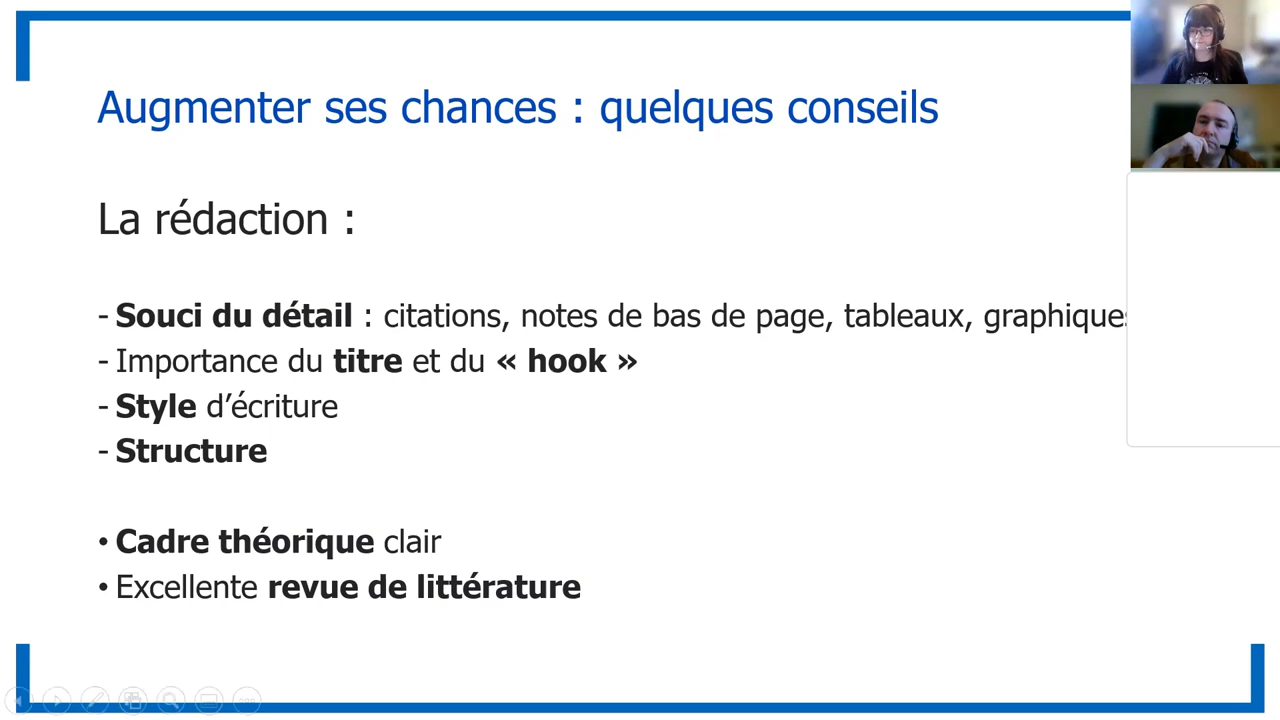 Augmenter ses chances : quelques conseils
La rédaction :
- Souci du détail : citations, notes de bas de page, tableaux, graphiques
- Importance du titre et du « hook »
- Style d’écriture
- Structure
• Cadre théorique clair
• Excellente revue de littérature